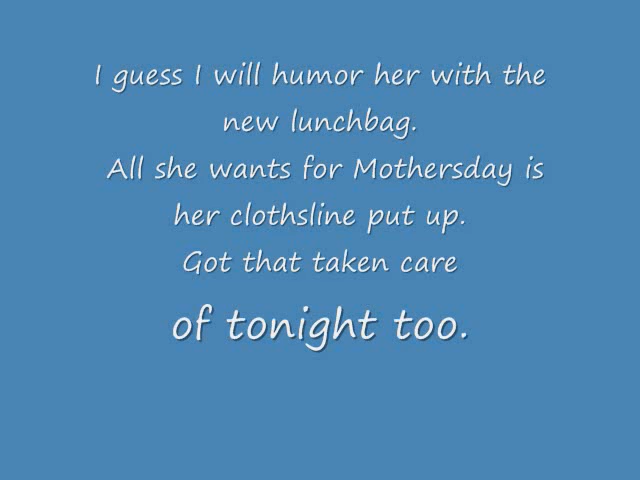 I guess I will humor her with the
new lunchbag.
All she wants for Mothersday is
her clothsline put up.
Got that taken care
of tonight too.